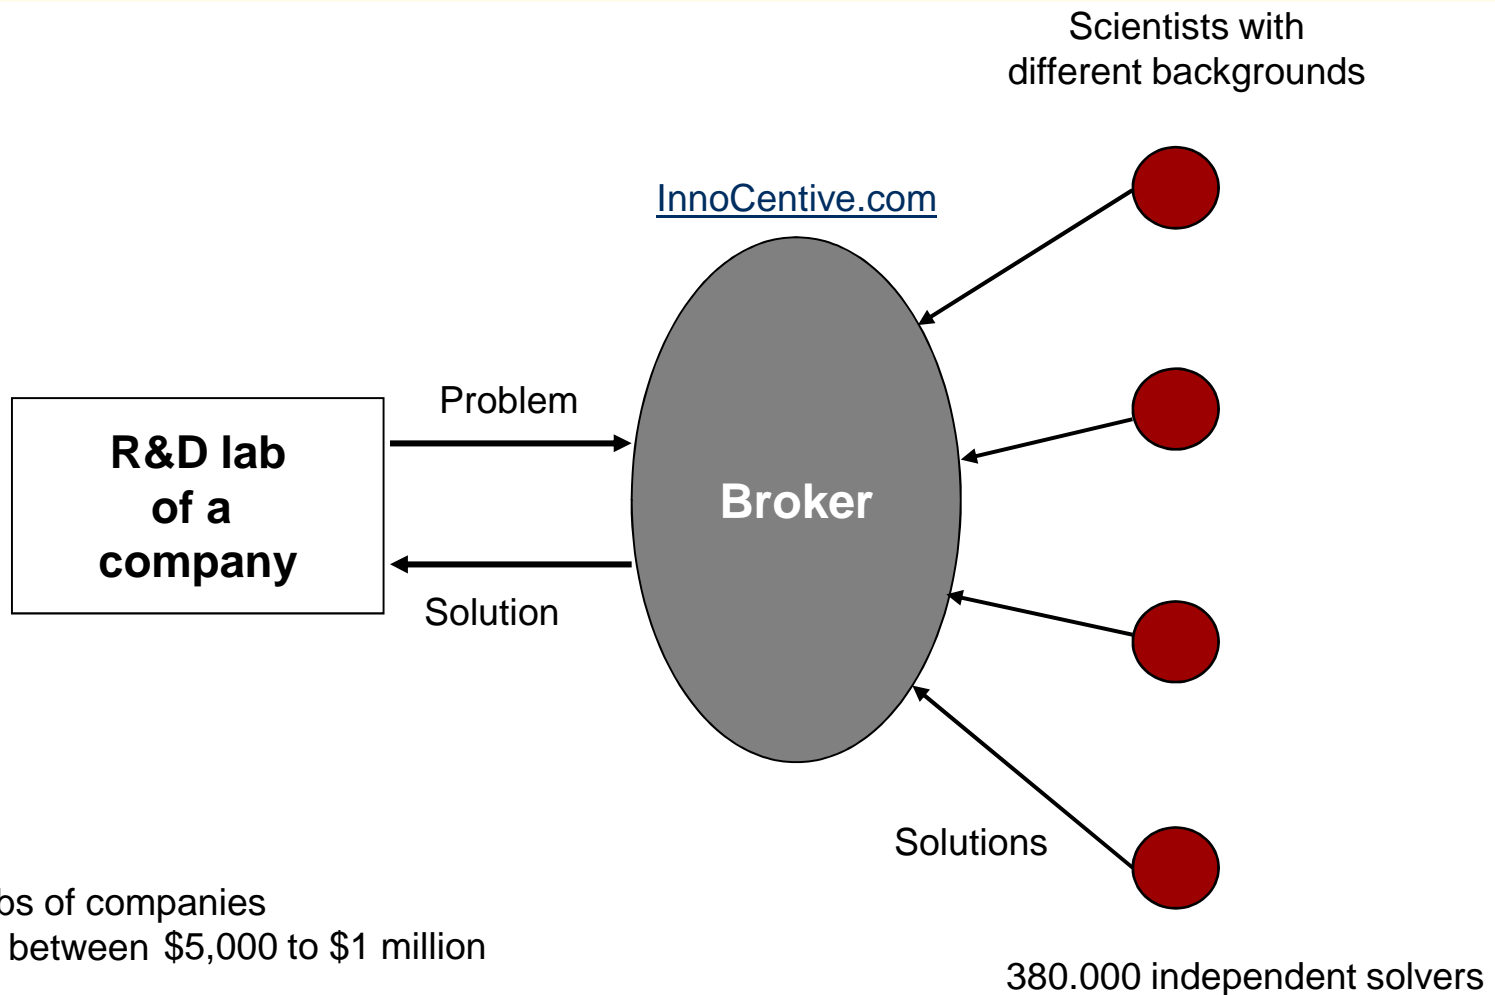 Scientists with
different backgrounds
InnoCentive.com
Problem
R&D lab
of a
company
Broker
Solution
Solutions
of companies
between $5,000 to $1 million
380.000 independent solvers